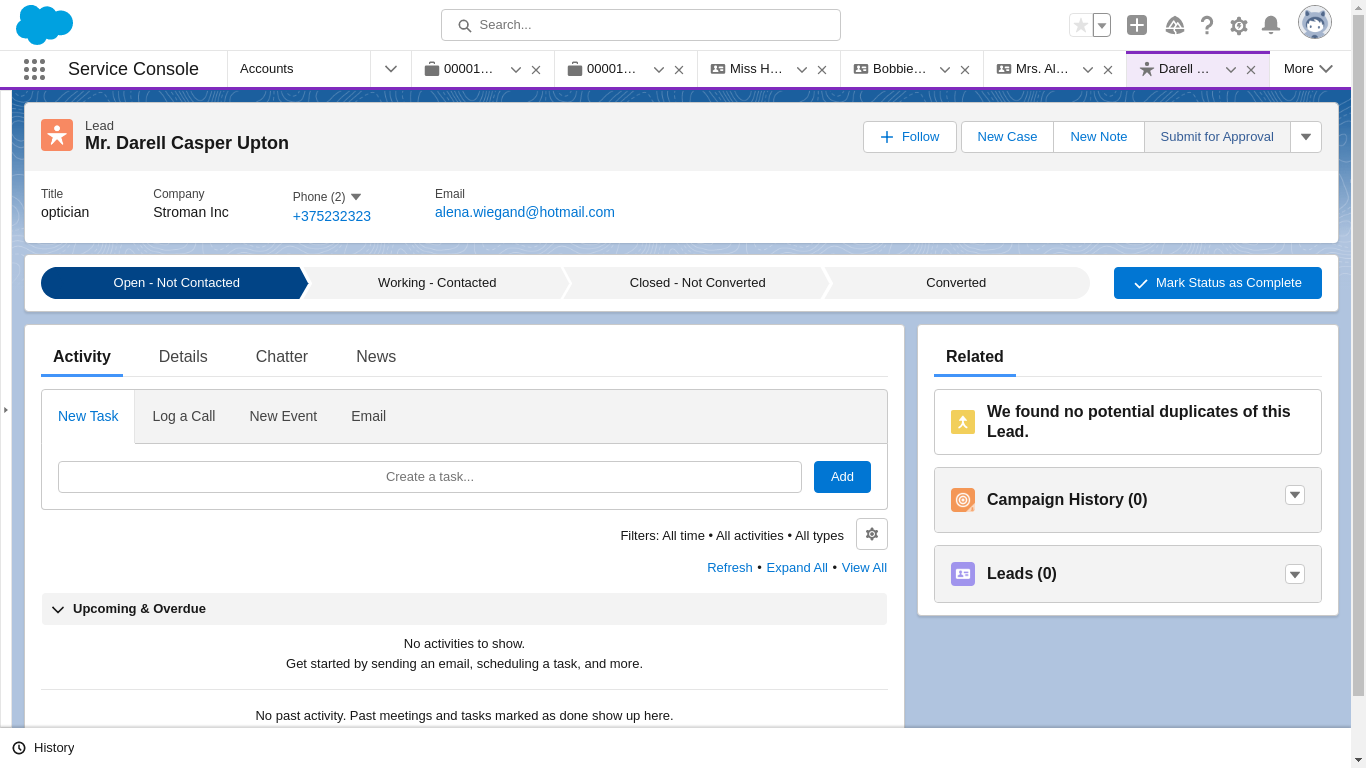 Search...
Service Console
Accounts
00001…
00001…
Miss H…
Bobbie…
Mrs. Al…
Darell …
More
Lead
Mr. Darell Casper Upton
Follow
New Case
New Note
Submit for Approval
Title
optician
Company
Stroman Inc
Phone (2)
+375232323
Email
alena.wiegand@hotmail.com
Open - Not Contacted
Working - Contacted
Closed - Not Converted
Converted
Mark Status as Complete
Activity
Details
Chatter
News
New Task
Log a Call
New Event
Email
Create a task...
Add
Filters: All time • All activities • All types
Refresh • Expand All • View All
Upcoming & Overdue
No activities to show.
Get started by sending an email, scheduling a task, and more.
No past activity. Past meetings and tasks marked as done show up here.
Related
We found no potential duplicates of this
Lead.
Campaign History (0)
Leads (0)
History